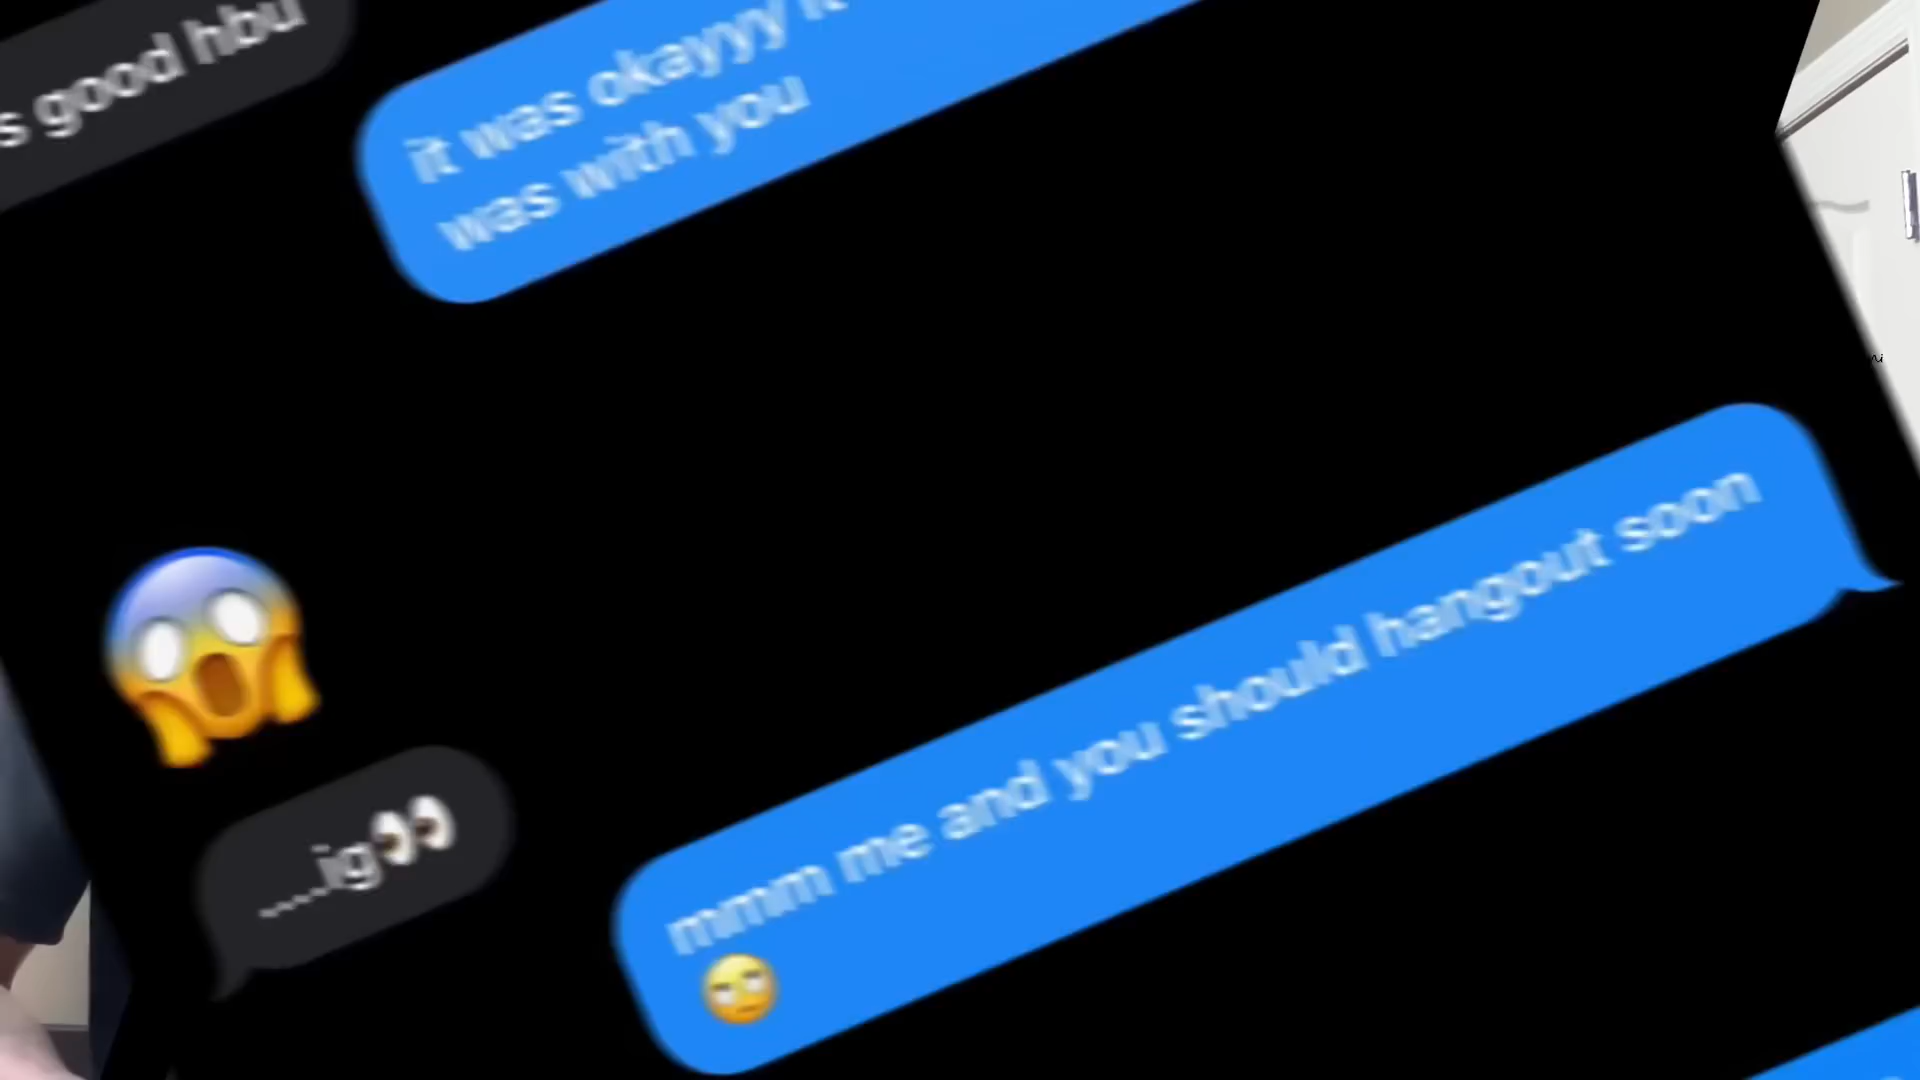 s good hbu
it was okayyy
was with you
😱
....ig👀
mmm me and you should hangout soon
🙄